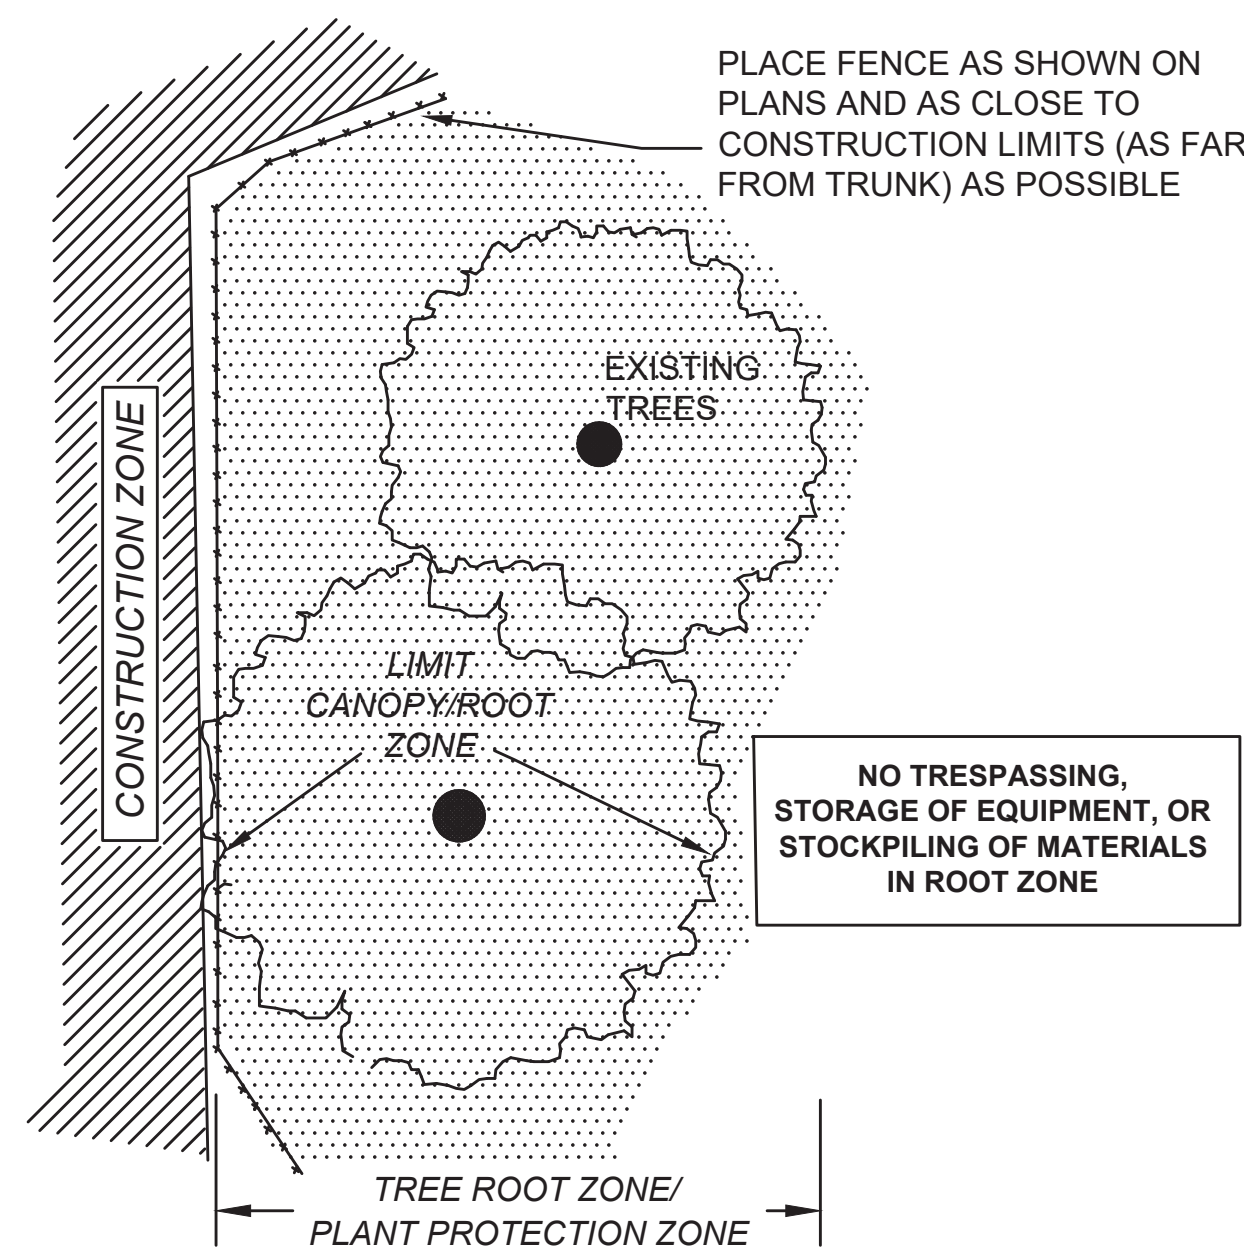 PLACE FENCE AS SHOWN ON
PLANS AND AS CLOSE TO
CONSTRUCTION LIMITS (AS FAR
FROM TRUNK) AS POSSIBLE
EXISTING
TREES
CONSTRUCTION ZONE
LIMIT
CANOPY/ROOT
ZONE
NO TRESPASSING,
STORAGE OF EQUIPMENT, OR
STOCKPILING OF MATERIALS
IN ROOT ZONE
TREE ROOT ZONE/
PLANT PROTECTION ZONE